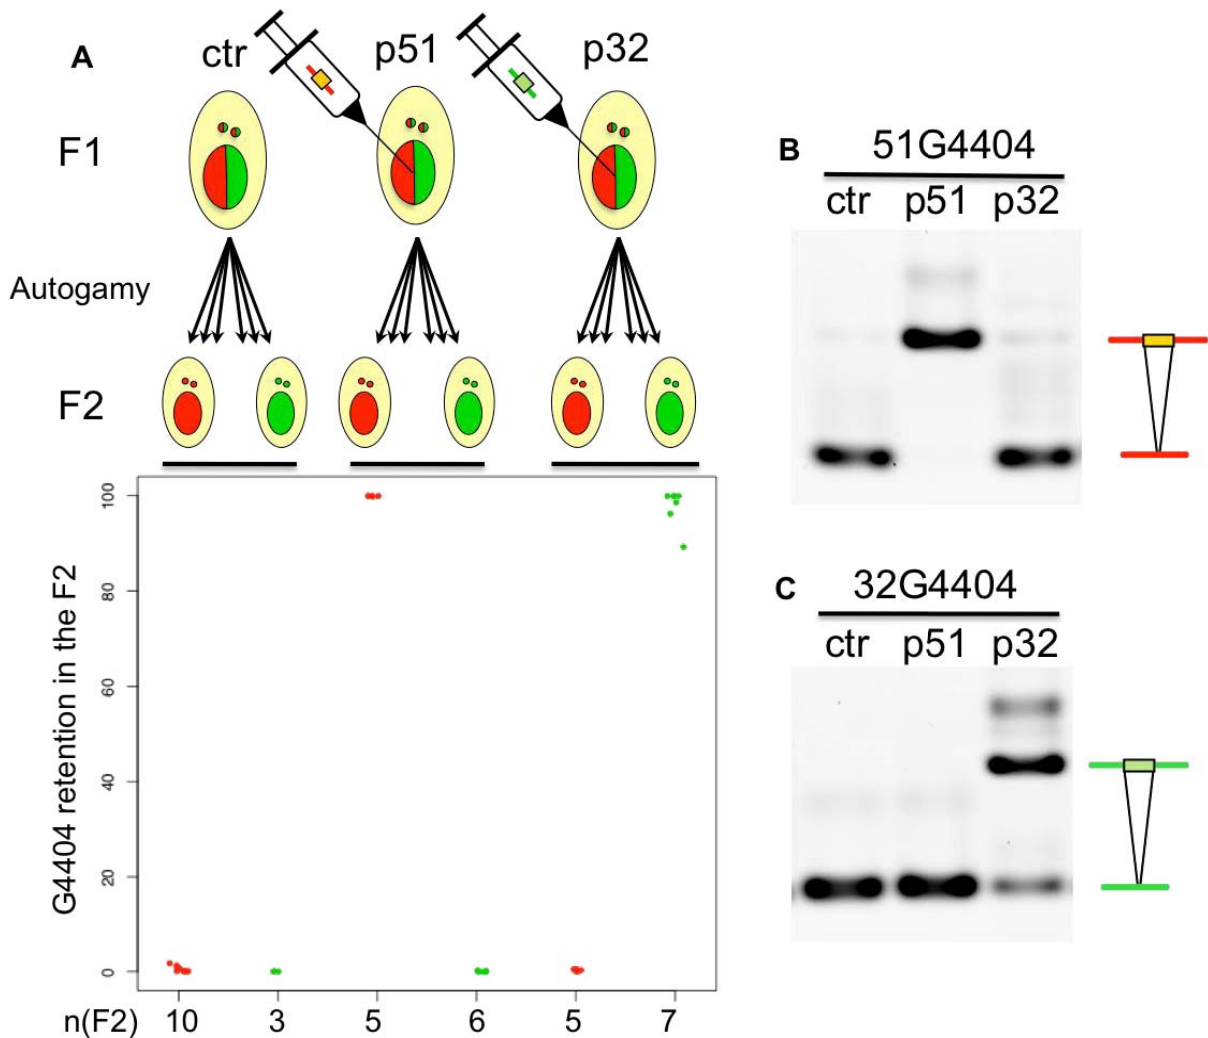 A
ctr
p51
p32
F1
Autogamy
F2
G4404 retention in the F2
100
80
60
40
20
0
n(F2) 10 3 5 6 5 7
B
51G4404
ctr p51 p32
C
32G4404
ctr p51 p32